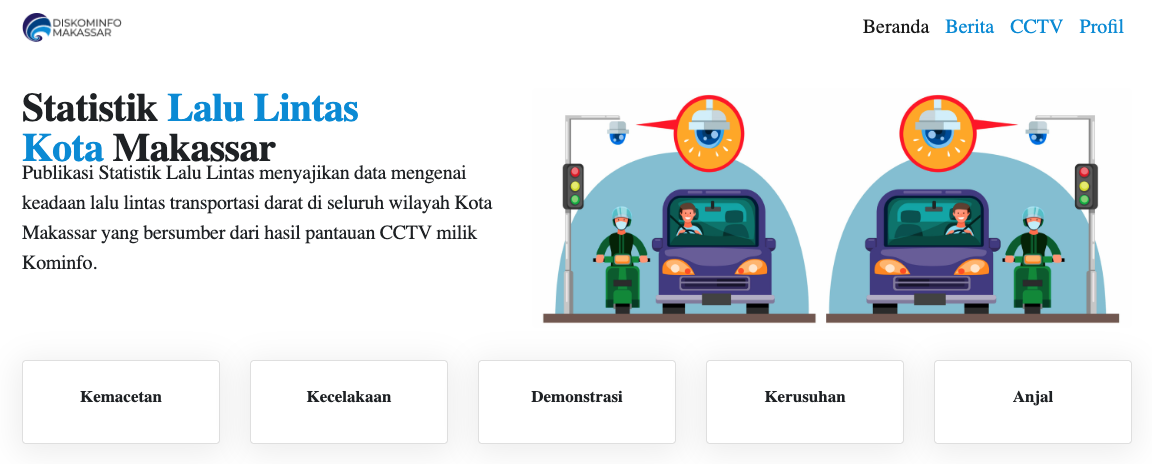 DISKOMINFO
MAKASSAR
Beranda Berita CCTV Profil
Statistik Lalu Lintas
Kota Makassar
Publikasi Statistik Lalu Lintas menyajikan data mengenai
keadaan lalu lintas transportasi darat di seluruh wilayah Kota
Makassar yang bersumber dari hasil pantauan CCTV milik
Kominfo.
Kemacetan Kecelakaan Demonstrasi Kerusuhan Anjal